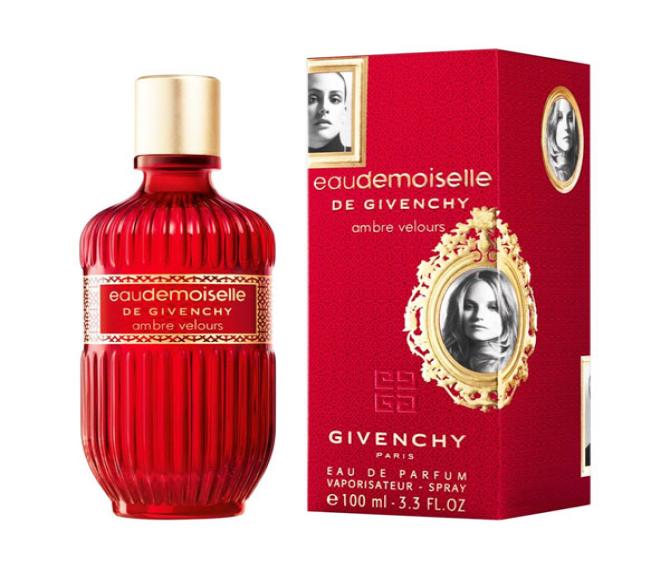 eaudemoiselle
DE GIVENCHY
ambre velours
eaudemoiselle
DE GIVENCHY
ambre velours
GIVENCHY
PARIS
EAU DE PARFUM
VAPORISATEUR - SPRAY
e 100 ml - 3.3 FL.OZ